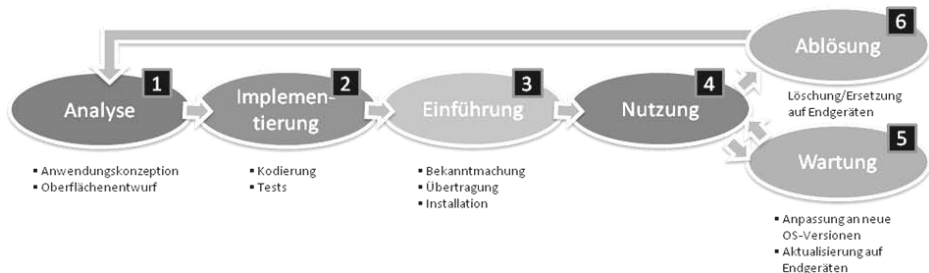 6
Ablösung
1
2
3
4
Analyse
Implemen-
tierung
Einführung
Nutzung
Löschung/Ersetzung
auf Endgeräten
5
Wartung
▪ Anwendungskonzeption
▪ Oberflächenentwurf
▪ Kodierung
▪ Tests
▪ Bekanntmachung
▪ Übertragung
▪ Installation
▪ Anpassung an neue
OS-Versionen
▪ Aktualisierung auf
Endgeräten